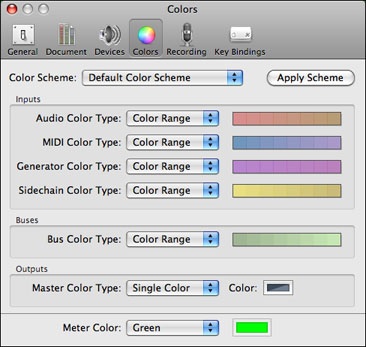 Colors
General Document Devices Colors Recording Key Bindings
Color Scheme: Default Color Scheme Apply Scheme
Inputs
Audio Color Type: Color Range
MIDI Color Type: Color Range
Generator Color Type: Color Range
Sidechain Color Type: Color Range
Buses
Bus Color Type: Color Range
Outputs
Master Color Type: Single Color Color:
Meter Color: Green